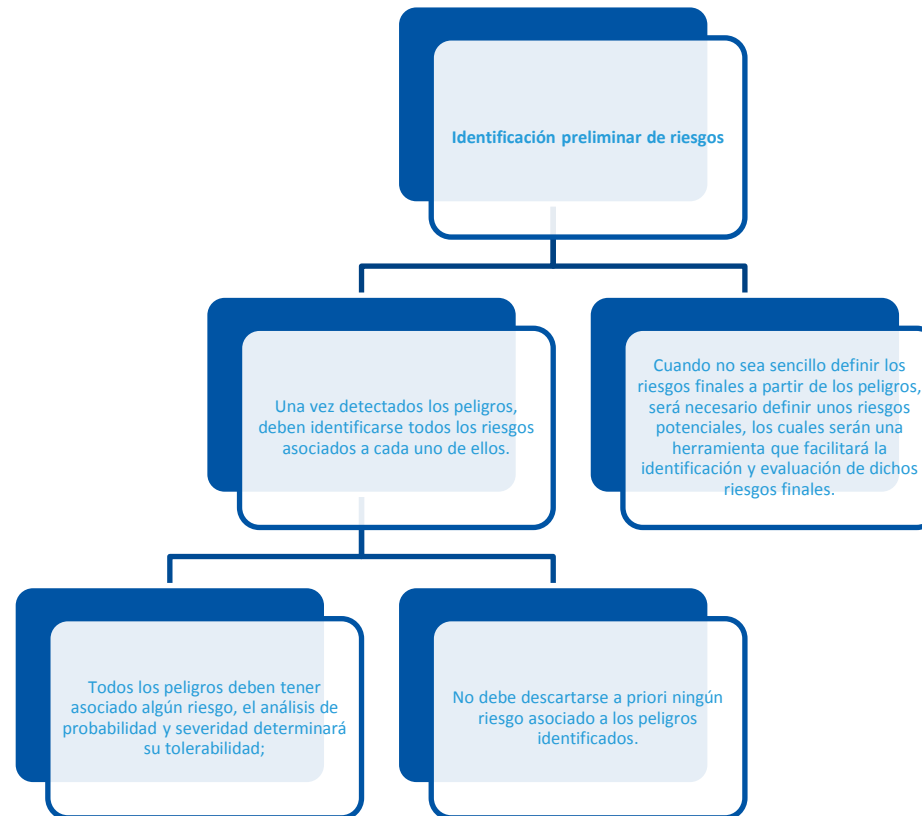 Identificación preliminar de riesgos
Una vez detectados los peligros,
deben identificarse todos los riesgos
asociados a cada uno de ellos.
Cuando no sea sencillo definir los
riesgos finales a partir de los peligros,
será necesario definir unos riesgos
potenciales, los cuales serán una
herramienta que facilitará la
identificación y evaluación de dichos
riesgos finales.
Todos los peligros deben tener
asociado algún riesgo, el análisis de
probabilidad y severidad determinará
su tolerabilidad;
No debe descartarse a priori ningún
riesgo asociado a los peligros
identificados.